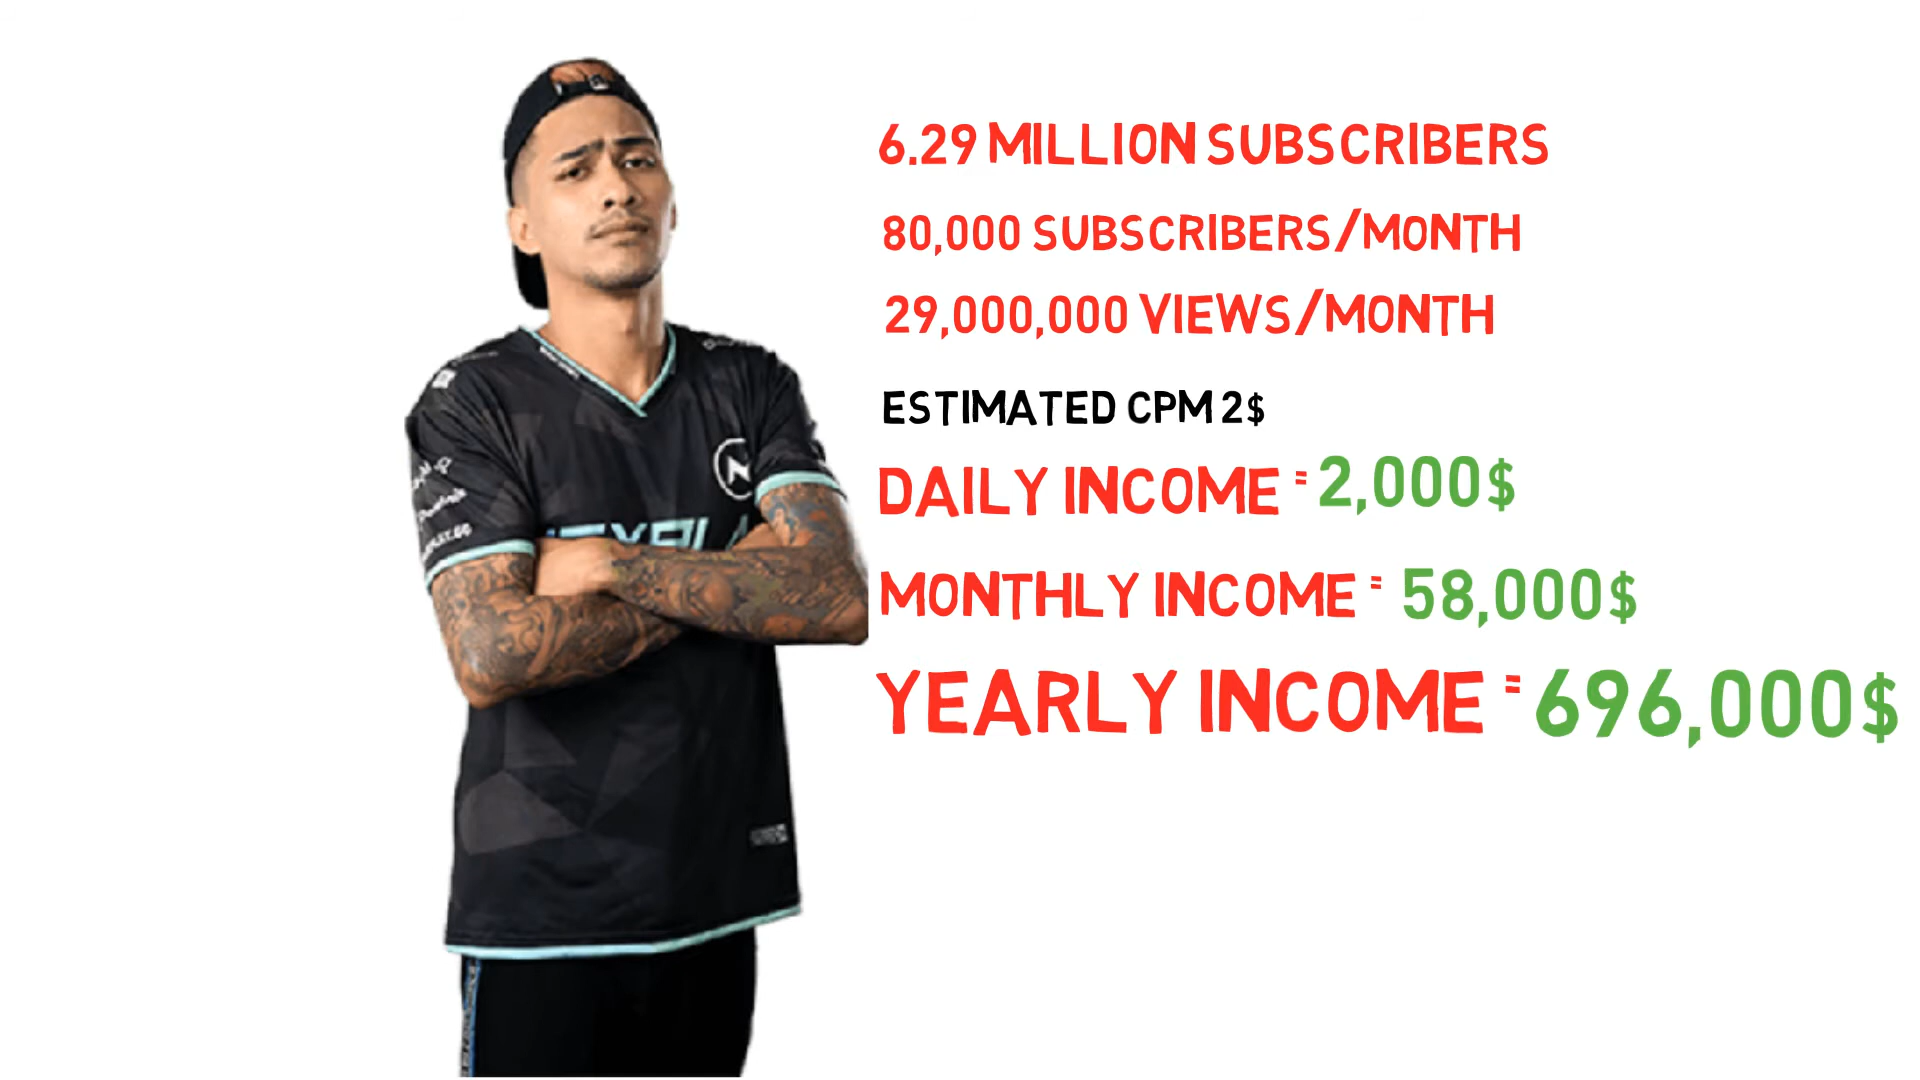 6.29 MILLION SUBSCRIBERS
80,000 SUBSCRIBERS/MONTH
29,000,000 VIEWS/MONTH
ESTIMATED CPM 2$
DAILY INCOME = 2,000$
MONTHLY INCOME = 58,000$
YEARLY INCOME = 696,000$